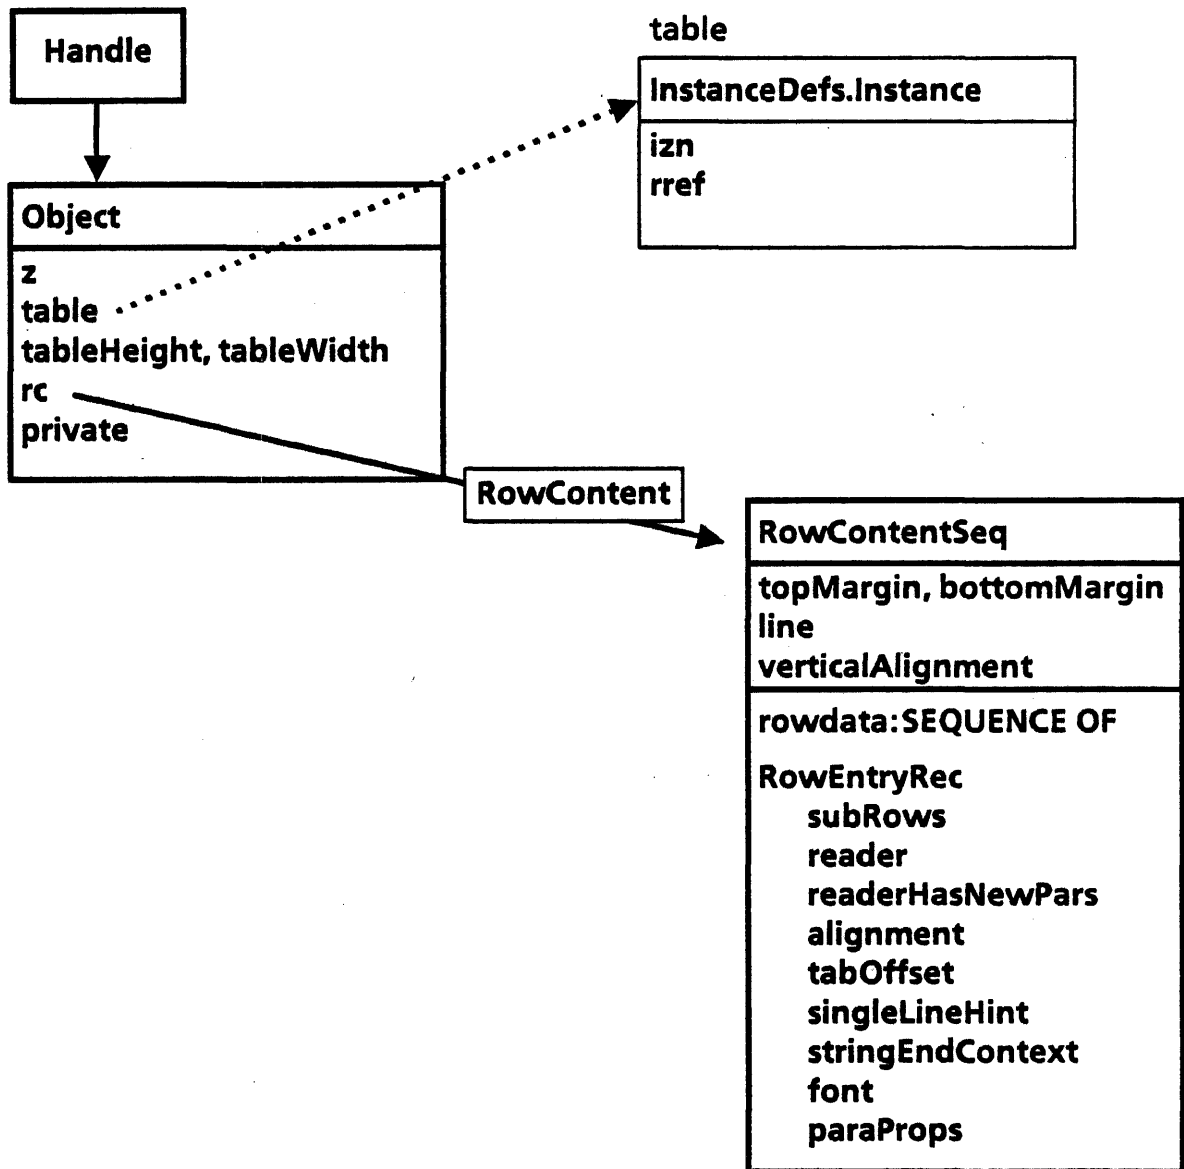 Handle
table
InstanceDefs.Instance
izn
rref
Object
z
table
tableHeight, tableWidth
rc
private
RowContent
RowContentSeq
topMargin, bottomMargin
line
verticalAlignment
rowdata: SEQUENCE OF
RowEntryRec
subRows
reader
readerHasNewPars
alignment
tabOffset
singleLineHint
stringEndContext
font
paraProps